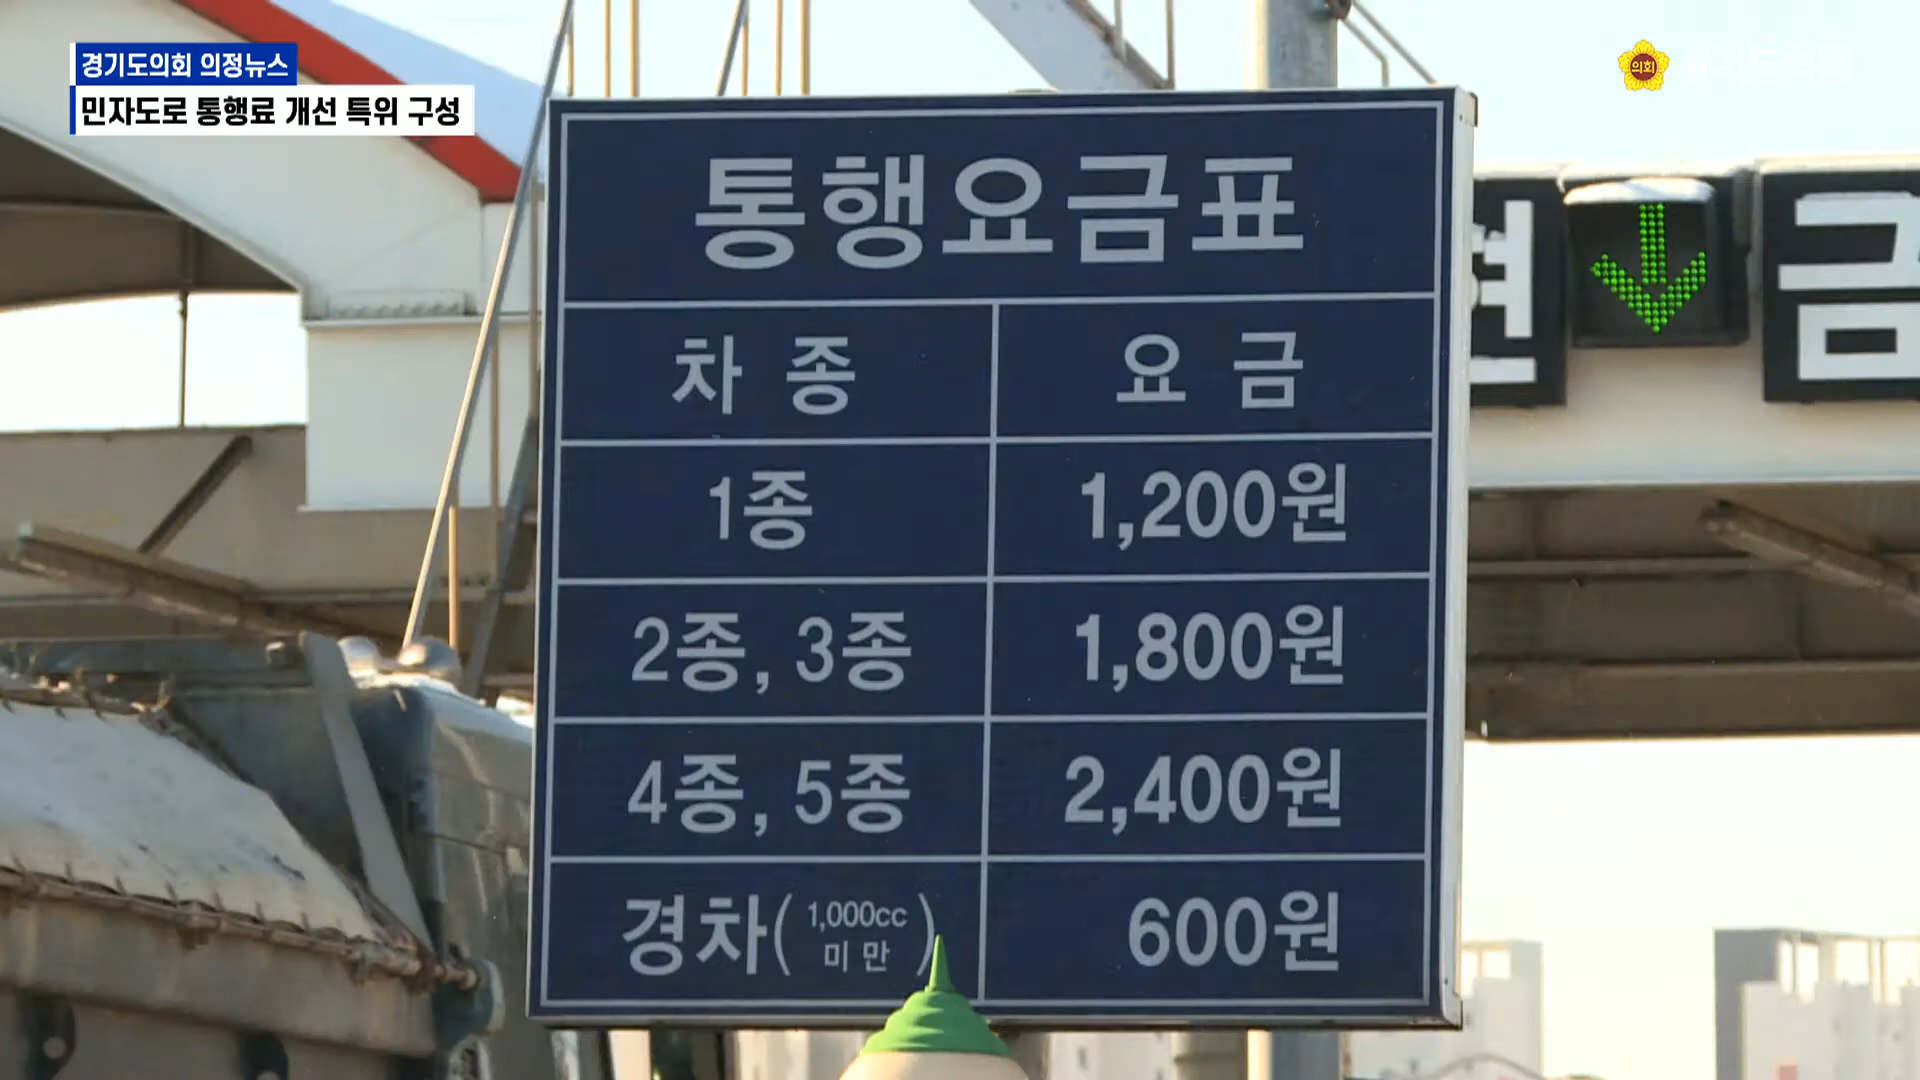 경기도의회 의정뉴스
민자도로 통행료 개선 특위 구성
의회
통행요금표
차종 요금
1종 1,200원
2종, 3종 1,800원
4종, 5종 2,400원
경차(1,000cc 미만) 600원
현 금